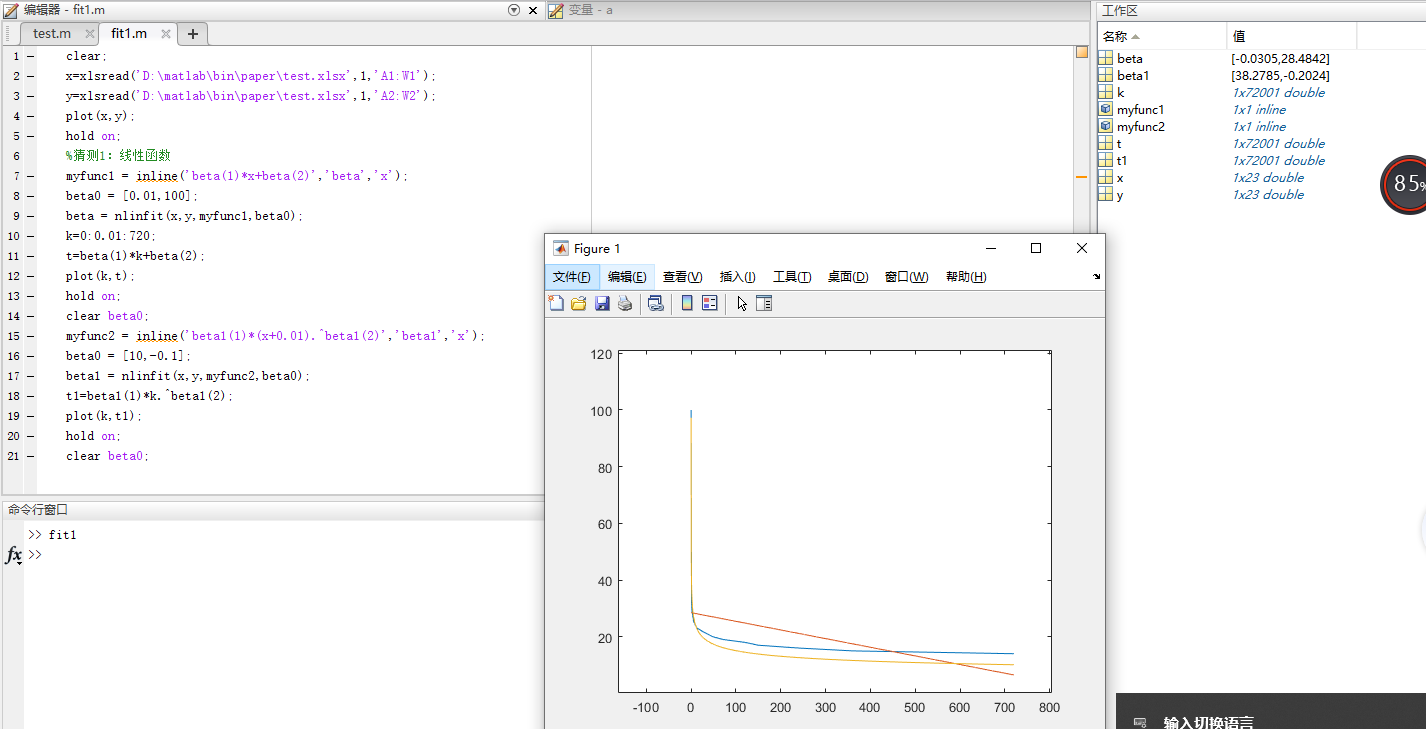 编辑器 - fit1.m
变量 - a
工作区
test.m
fit1.m
1 clear;
2 x=xlsread('D:\matlab\bin\paper\test.xlsx',1,'A1:W1');
3 y=xlsread('D:\matlab\bin\paper\test.xlsx',1,'A2:W2');
4 plot(x,y);
5 hold on;
6 %猜测1：线性函数
7 myfunc1 = inline('beta(1)*x+beta(2)','beta','x');
8 beta0 = [0.01,100];
9 beta = nlinfit(x,y,myfunc1,beta0);
10 k=0:0.01:720;
11 t=beta(1)*k+beta(2);
12 plot(k,t);
13 hold on;
14 clear beta0;
15 myfunc2 = inline('beta1(1)*(x+0.01).^beta1(2)','beta1','x');
16 beta0 = [10,-0.1];
17 beta1 = nlinfit(x,y,myfunc2,beta0);
18 t1=beta1(1)*k.^beta1(2);
19 plot(k,t1);
20 hold on;
21 clear beta0;
命令行窗口
>> fit1
fx >>
名称 值
beta [-0.0305,28.4842]
beta1 [38.2785,-0.2024]
k 1x72001 double
myfunc1 1x1 inline
myfunc2 1x1 inline
t 1x72001 double
t1 1x72001 double
x 1x23 double
y 1x23 double
85%
Figure 1
文件(F) 编辑(E) 查看(V) 插入(I) 工具(T) 桌面(D) 窗口(W) 帮助(H)
120
100
80
60
40
20
-100 0 100 200 300 400 500 600 700 800
输入切换语言